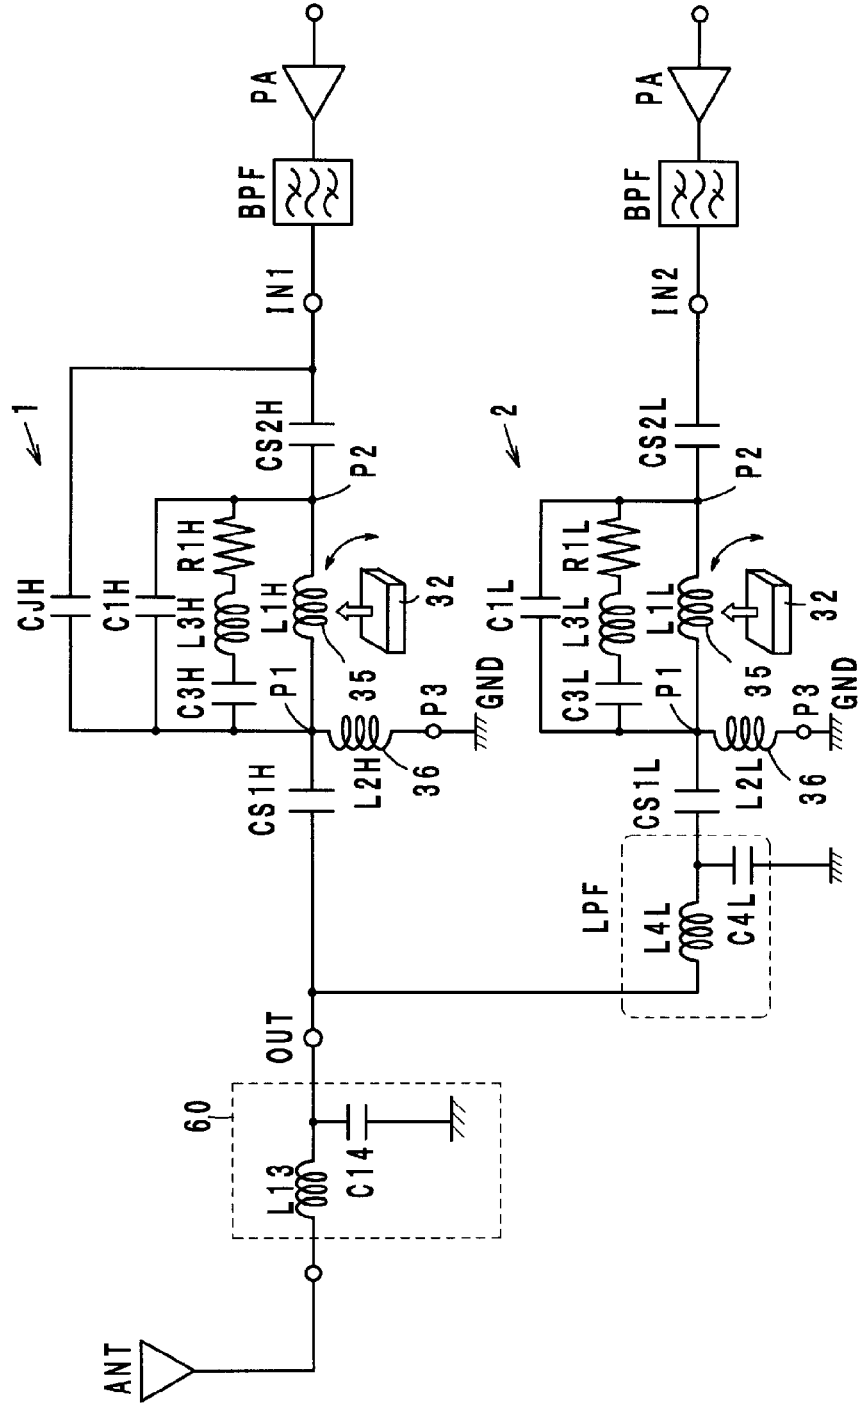 1
CJH
C1H
C3H
L3H
R1H
L1H
35
P1
P2
CS1H
CS2H
IN1
BPF
PA
L2H
36
P3
GND
32
ANT
60
L13
C14
OUT
2
C1L
C3L
L3L
R1L
L1L
35
P1
P2
LPF
L4L
C4L
CS1L
CS2L
IN2
BPF
PA
L2L
36
P3
GND
32